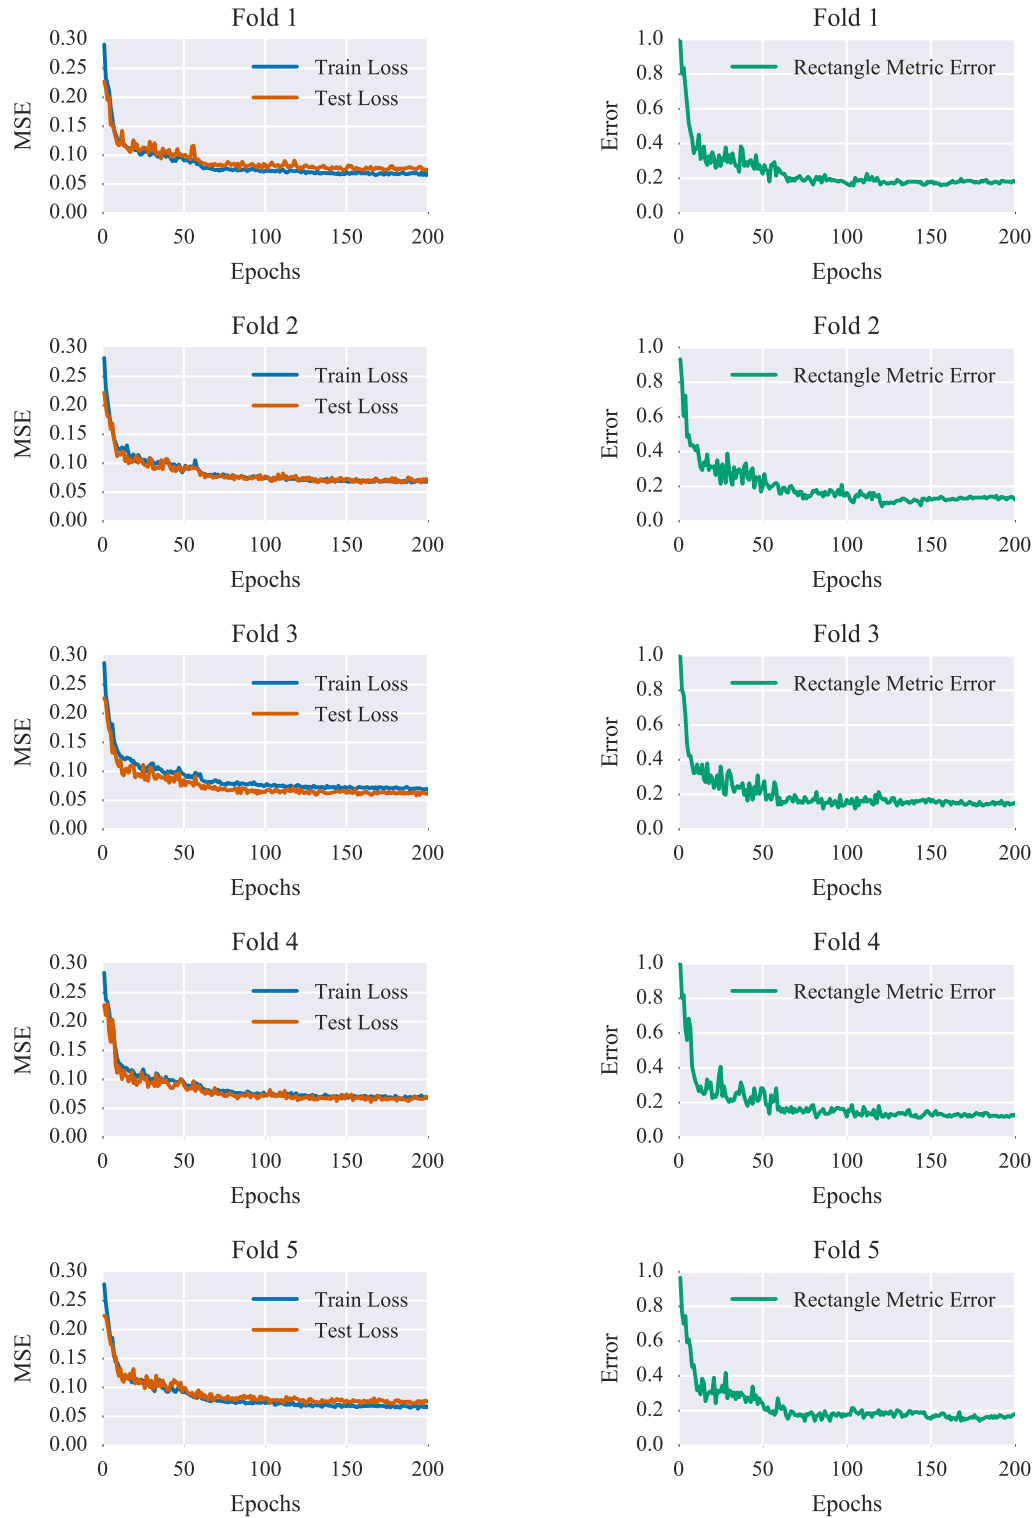 Fold 1
0.30
0.25
0.20
0.15
0.10
0.05
0.00
MSE
Train Loss
Test Loss
0 50 100 150 200
Epochs
Fold 1
1.0
0.8
0.6
0.4
0.2
0.0
Error
Rectangle Metric Error
0 50 100 150 200
Epochs
Fold 2
0.30
0.25
0.20
0.15
0.10
0.05
0.00
MSE
Train Loss
Test Loss
0 50 100 150 200
Epochs
Fold 2
1.0
0.8
0.6
0.4
0.2
0.0
Error
Rectangle Metric Error
0 50 100 150 200
Epochs
Fold 3
0.30
0.25
0.20
0.15
0.10
0.05
0.00
MSE
Train Loss
Test Loss
0 50 100 150 200
Epochs
Fold 3
1.0
0.8
0.6
0.4
0.2
0.0
Error
Rectangle Metric Error
0 50 100 150 200
Epochs
Fold 4
0.30
0.25
0.20
0.15
0.10
0.05
0.00
MSE
Train Loss
Test Loss
0 50 100 150 200
Epochs
Fold 4
1.0
0.8
0.6
0.4
0.2
0.0
Error
Rectangle Metric Error
0 50 100 150 200
Epochs
Fold 5
0.30
0.25
0.20
0.15
0.10
0.05
0.00
MSE
Train Loss
Test Loss
0 50 100 150 200
Epochs
Fold 5
1.0
0.8
0.6
0.4
0.2
0.0
Error
Rectangle Metric Error
0 50 100 150 200
Epochs